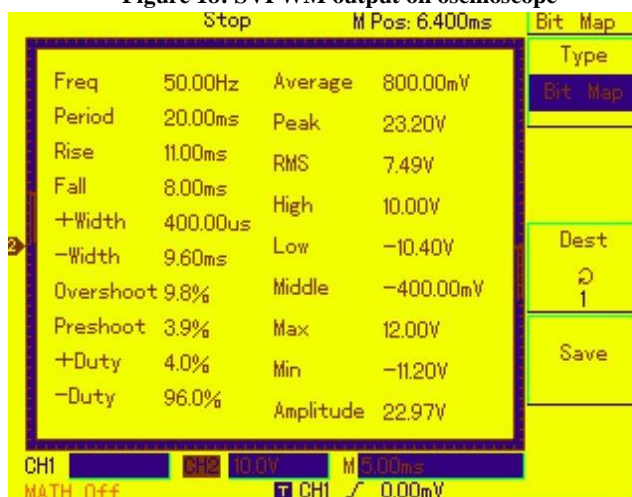 Figure 18: SVPWM output on oscilloscope
Stop M Pos: 6.400ms Bit Map
Type
Bit Map
Freq 50.00Hz Average 800.00mV
Period 20.00ms Peak 23.20V
Rise 11.00ms RMS 7.49V
Fall 8.00ms
High 10.00V
+Width 400.00us
Low -10.40V
-Width 9.60ms
Overshoot 9.8% Middle -400.00mV
Preshoot 3.9% Max 12.00V
+Duty 4.0% Min -11.20V
-Duty 96.0% Amplitude 22.97V
2
Dest
1
Save
CH1 CH2 10.0V M 5.00ms
MATH Off T CH1 0.00mV